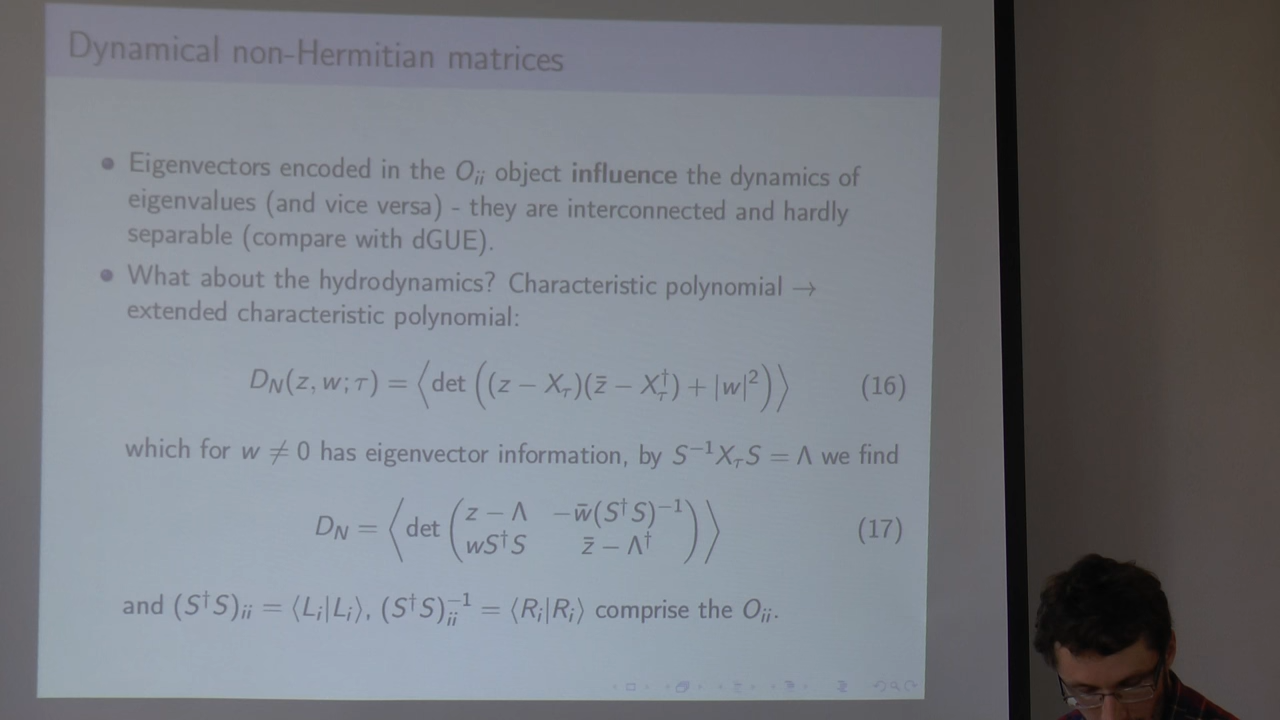 Dynamical non-Hermitian matrices
• Eigenvectors encoded in the O_{ii} object influence the dynamics of
eigenvalues (and vice versa) - they are interconnected and hardly
separable (compare with dGUE).
• What about the hydrodynamics? Characteristic polynomial →
extended characteristic polynomial:
D_N(z, w; τ) = ⟨det((z − X_τ)(z̄ − X_τ^†) + |w|²)⟩ (16)
which for w ≠ 0 has eigenvector information, by S⁻¹X_τS = Λ we find
D_N = ⟨det(z − Λ −w̄(S†S)⁻¹
wS†S z̄ − Λ†)⟩ (17)
and (S†S)_{ii} = ⟨L_i|L_i⟩, (S†S)⁻¹_{ii} = ⟨R_i|R_i⟩ comprise the O_{ii}.